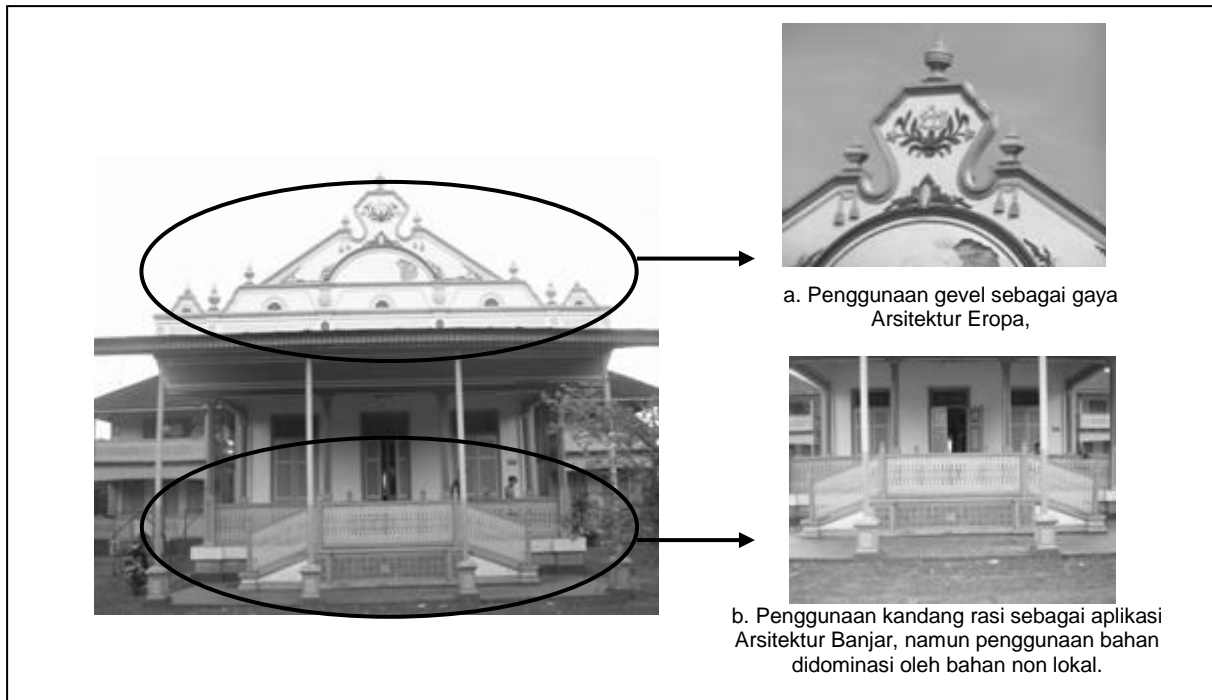 a. Penggunaan gevel sebagai gaya
Arsitektur Eropa,
b. Penggunaan kandang rasi sebagai aplikasi
Arsitektur Banjar, namun penggunaan bahan
didominasi oleh bahan non lokal.